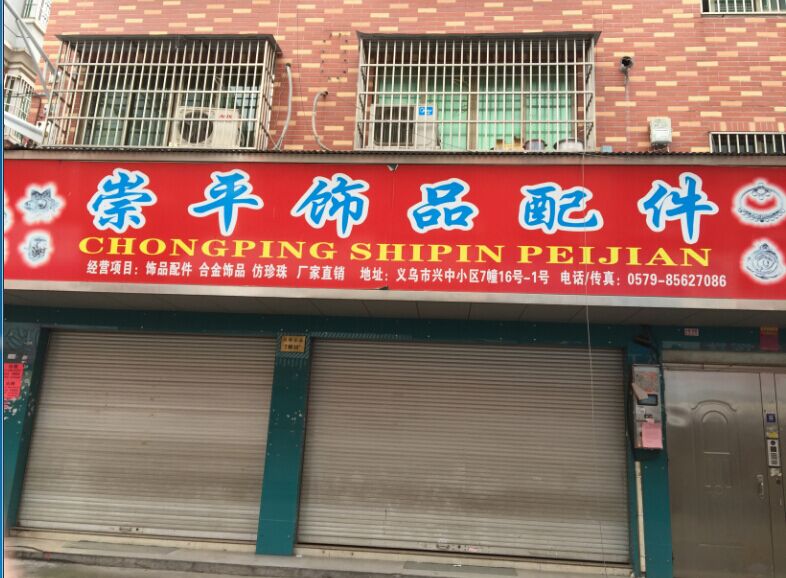 崇平饰品配件
CHONGPING SHIPIN PEIJIAN
经营项目：饰品配件 合金饰品 仿珍珠 厂家直销 地址：义乌市兴中小区7幢16号-1号 电话/传真：0579-85627086